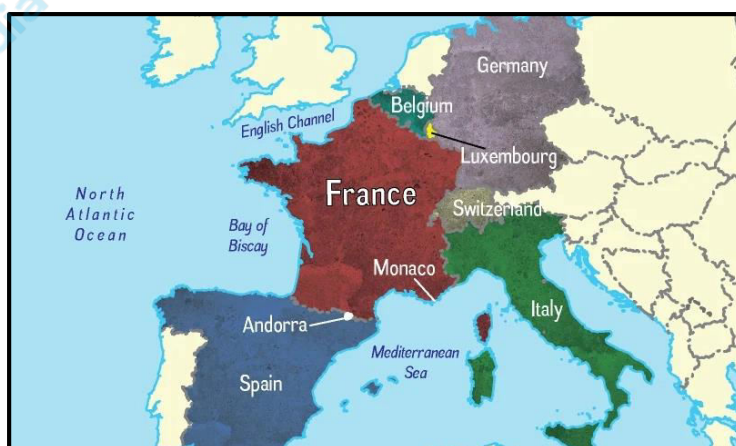 Germany
Belgium
English Channel
Luxembourg
North
Atlantic
Ocean
France
Switzerland
Bay of
Biscay
Monaco
Andorra
Italy
Mediterranean
Sea
Spain